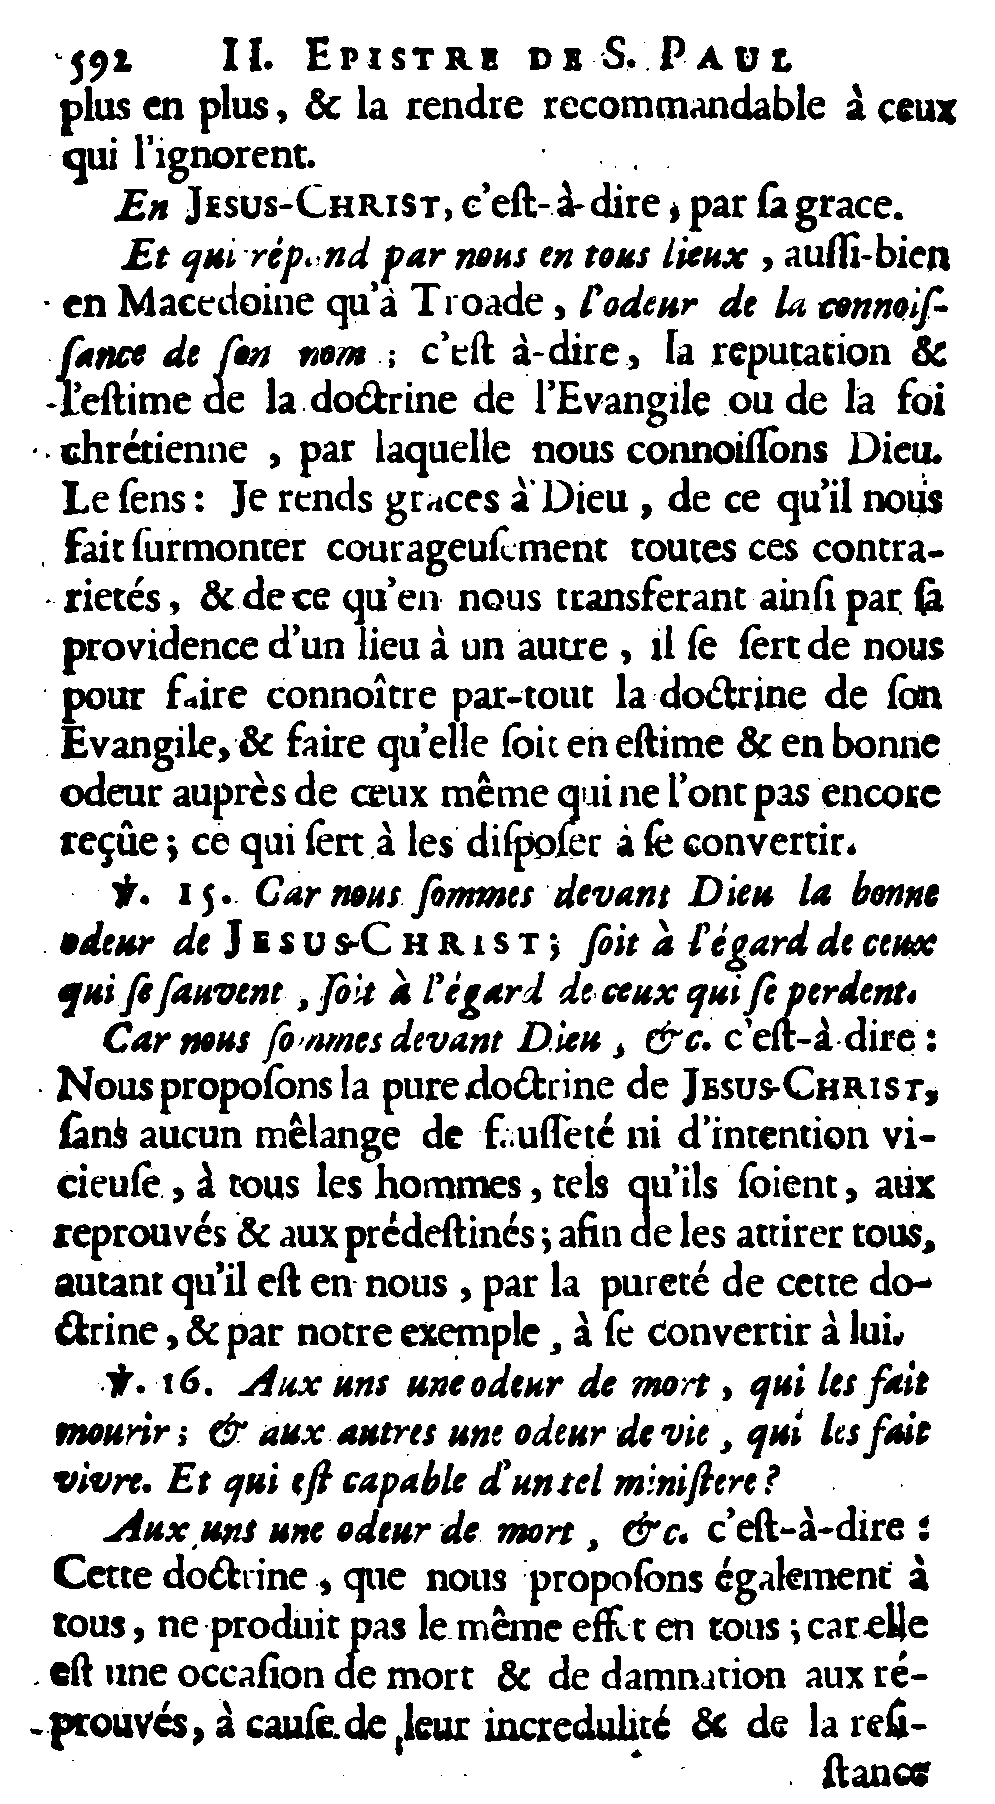 592 II. EPISTRE DE S. PAUL
plus en plus, & la rendre recommandable à ceux
qui l'ignorent.
En JESUS-CHRIST, c'eſt-à-dire, par ſa grace.
Et qui répand par nous en tous lieux, auſſi-bien
en Macedoine qu'à Troade, l'odeur de la connoiſ-
ſance de ſon nom; c'eſt à-dire, la reputation &
l'eſtime de la doctrine de l'Evangile ou de la foi
chrétienne, par laquelle nous connoiſſons Dieu.
Le ſens: Je rends graces à Dieu, de ce qu'il nous
fait ſurmonter courageuſement toutes ces contra-
rietés, & de ce qu'en nous transferant ainſi par ſa
providence d'un lieu à un autre, il ſe ſert de nous
pour faire connoître par-tout la doctrine de ſon
Evangile, & faire qu'elle ſoit en eſtime & en bonne
odeur auprès de ceux même qui ne l'ont pas encore
reçûe; ce qui ſert à les diſpoſer à ſe convertir.
℣. 15. Car nous ſommes devant Dieu la bonne
odeur de JESUS-CHRIST; ſoit à l'égard de ceux
qui ſe ſauvent, ſoit à l'égard de ceux qui ſe perdent.
Car nous ſommes devant Dieu, &c. c'eſt-à-dire:
Nous propoſons la pure doctrine de JESUS-CHRIST,
ſans aucun mêlange de fauſſeté ni d'intention vi-
cieuſe, à tous les hommes, tels qu'ils ſoient, aux
reprouvés & aux prédeſtinés; afin de les attirer tous,
autant qu'il eſt en nous, par la pureté de cette do-
ctrine, & par notre exemple, à ſe convertir à lui.
℣. 16. Aux uns une odeur de mort, qui les fait
mourir; & aux autres une odeur de vie, qui les fait
vivre. Et qui eſt capable d'un tel miniſtere?
Aux uns une odeur de mort, &c. c'eſt-à-dire:
Cette doctrine, que nous propoſons également à
tous, ne produit pas le même effet en tous; car elle
eſt une occaſion de mort & de damnation aux ré-
prouvés, à cauſe de leur incredulité & de la reſi-
ſtance